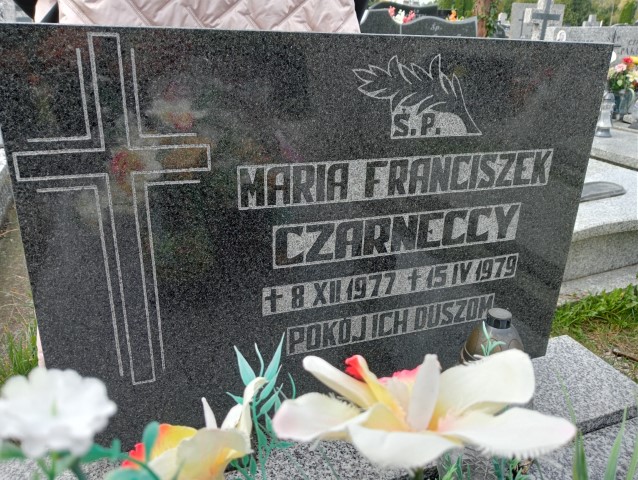 Ś.P.
MARIA FRANCISZEK
CZARNECCY
✝ 8 XII 1977 ✝ 15 IV 1979
POKÓJ ICH DUSZOM